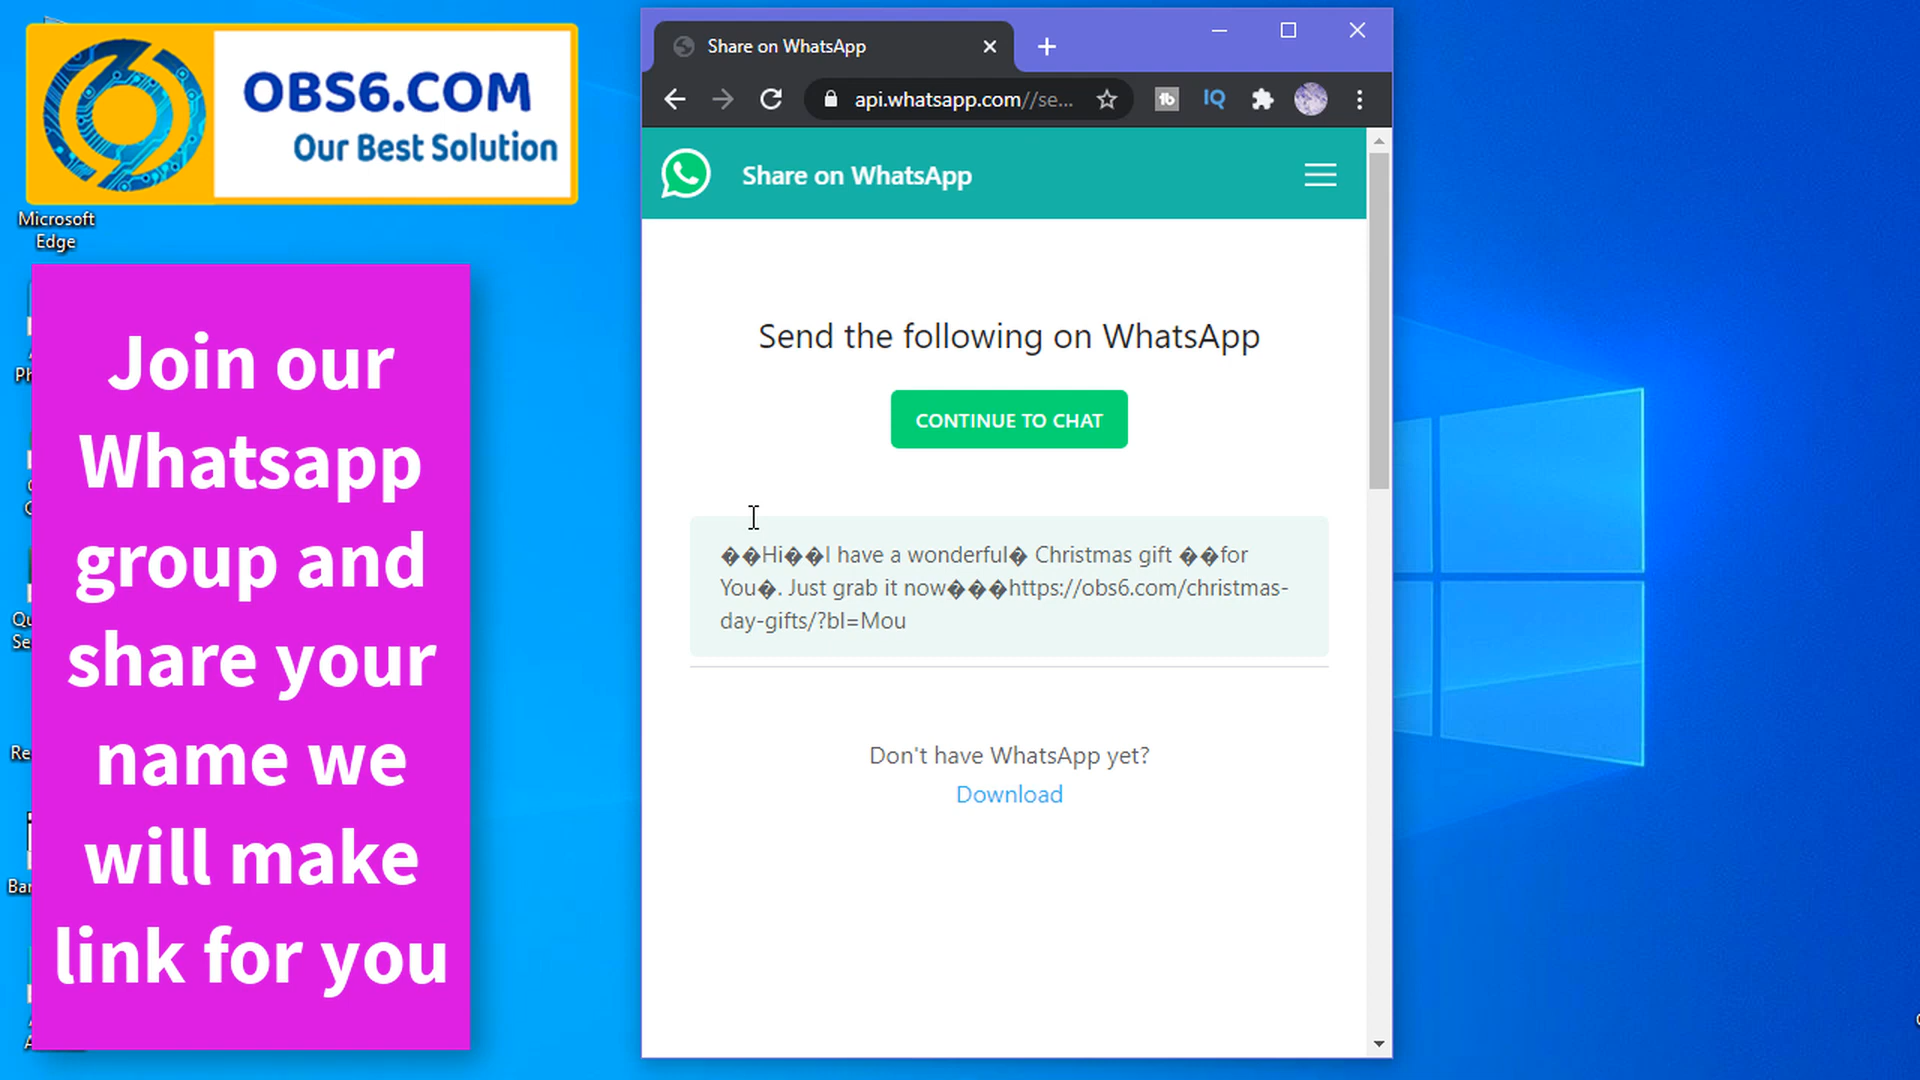 OBS6.COM
Our Best Solution
Microsoft
Edge
Join our
Whatsapp
group and
share your
name we
will make
link for you
Share on WhatsApp
api.whatsapp.com//se...
tb
IQ
Share on WhatsApp
Send the following on WhatsApp
CONTINUE TO CHAT
��Hi��I have a wonderful� Christmas gift ��for
You�. Just grab it now���https://obs6.com/christmas-
day-gifts/?bl=Mou
Don't have WhatsApp yet?
Download